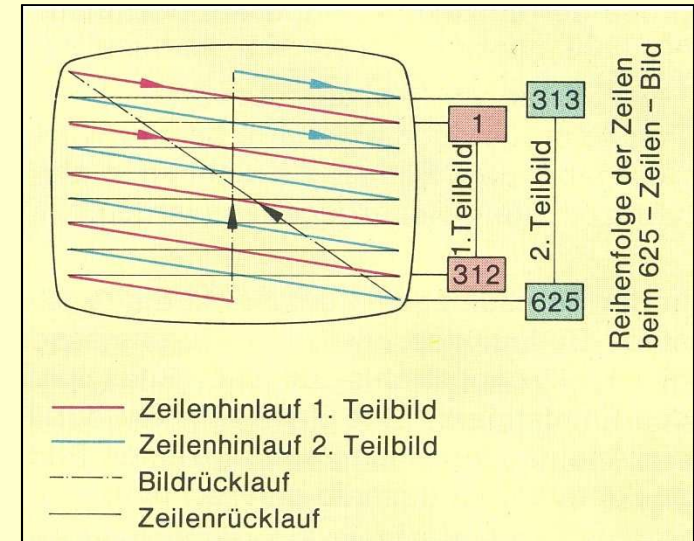 313
1
1. Teilbild
2. Teilbild
312
625
Reihenfolge der Zeilen
beim 625 – Zeilen – Bild
Zeilenhinlauf 1. Teilbild
Zeilenhinlauf 2. Teilbild
Bildrücklauf
Zeilenrücklauf